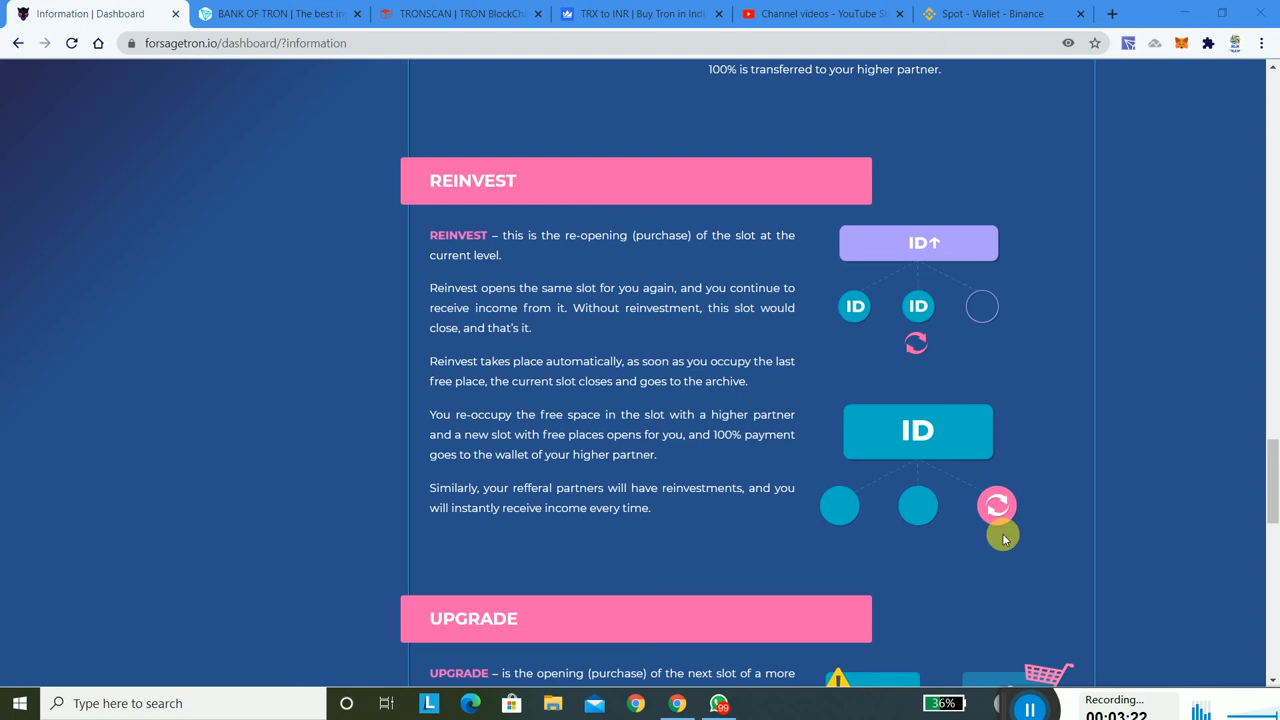 Information | Dashboard
BANK OF TRON | The best in
TRONSCAN | TRON BlockCh
TRX to INR | Buy Tron in Indi
Channel videos - YouTube St
Spot - Wallet - Binance
forsagetron.io/dashboard/?information
100% is transferred to your higher partner.
REINVEST
REINVEST – this is the re-opening (purchase) of the slot at the
current level.
Reinvest opens the same slot for you again, and you continue to
receive income from it. Without reinvestment, this slot would
close, and that's it.
Reinvest takes place automatically, as soon as you occupy the last
free place, the current slot closes and goes to the archive.
You re-occupy the free space in the slot with a higher partner
and a new slot with free places opens for you, and 100% payment
goes to the wallet of your higher partner.
Similarly, your refferal partners will have reinvestments, and you
will instantly receive income every time.
ID↑
ID ID
ID
UPGRADE
UPGRADE – is the opening (purchase) of the next slot of a more
Type here to search
L
99
36%
Recording...
00:03:22